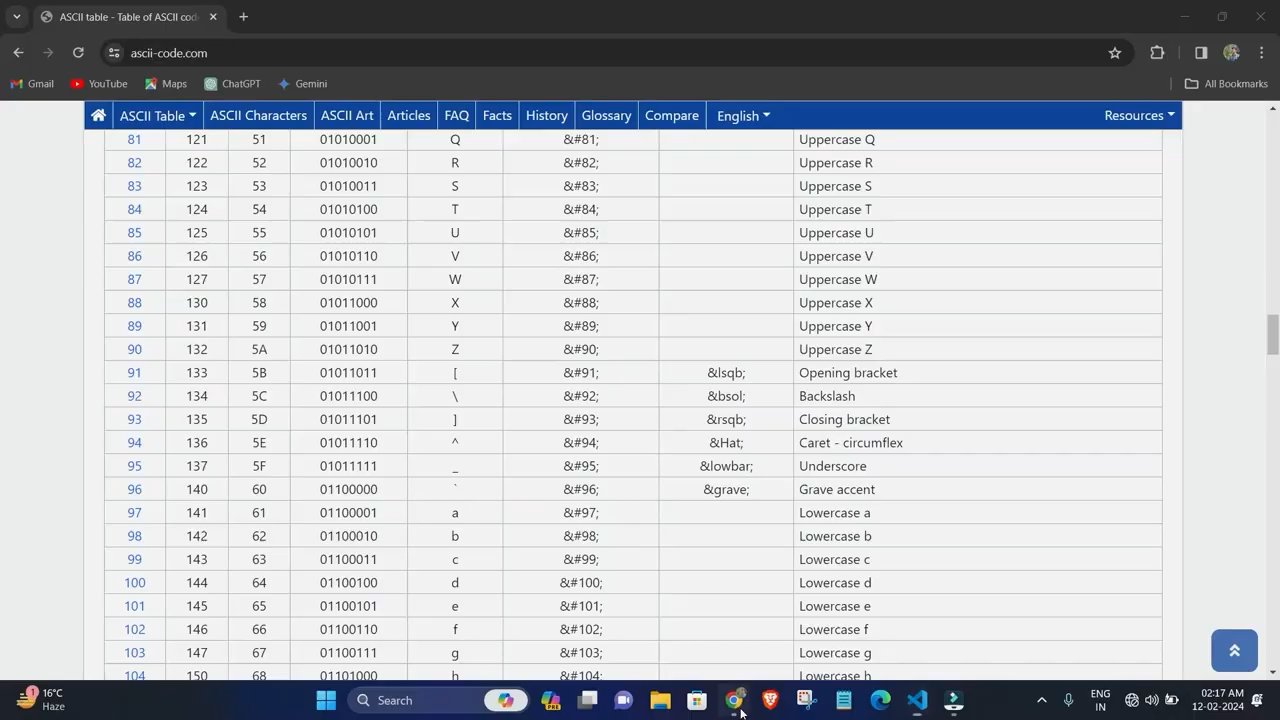 ASCII table - Table of ASCII cod
ascii-code.com
Gmail YouTube Maps ChatGPT Gemini All Bookmarks
ASCII Table ASCII Characters ASCII Art Articles FAQ Facts History Glossary Compare English Resources
81 121 51 01010001 Q &#81; Uppercase Q
82 122 52 01010010 R &#82; Uppercase R
83 123 53 01010011 S &#83; Uppercase S
84 124 54 01010100 T &#84; Uppercase T
85 125 55 01010101 U &#85; Uppercase U
86 126 56 01010110 V &#86; Uppercase V
87 127 57 01010111 W &#87; Uppercase W
88 130 58 01011000 X &#88; Uppercase X
89 131 59 01011001 Y &#89; Uppercase Y
90 132 5A 01011010 Z &#90; Uppercase Z
91 133 5B 01011011 [ &#91; &lsqb; Opening bracket
92 134 5C 01011100 \ &#92; &bsol; Backslash
93 135 5D 01011101 ] &#93; &rsqb; Closing bracket
94 136 5E 01011110 ^ &#94; &Hat; Caret - circumflex
95 137 5F 01011111 _ &#95; &lowbar; Underscore
96 140 60 01100000 ` &#96; &grave; Grave accent
97 141 61 01100001 a &#97; Lowercase a
98 142 62 01100010 b &#98; Lowercase b
99 143 63 01100011 c &#99; Lowercase c
100 144 64 01100100 d &#100; Lowercase d
101 145 65 01100101 e &#101; Lowercase e
102 146 66 01100110 f &#102; Lowercase f
103 147 67 01100111 g &#103; Lowercase g
104 150 68 01101000 h &#104; Lowercase h
1 16°C Search ENG 02:17 AM
Haze IN 12-02-2024